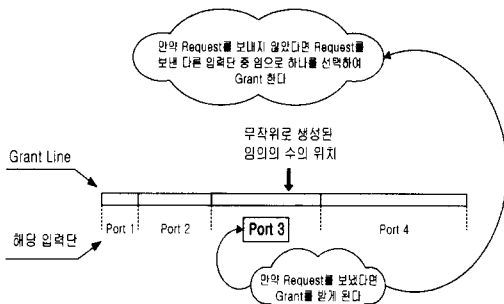 만약 Request를 보내지 않았다면 Request를
보낸 다른 입력단 중 임으로 하나를 선택하여
Grant 한다
무작위로 생성된
임의의 수의 위치
Grant Line
해당 입력단
Port 1
Port 2
Port 3
Port 4
만약 Request를 보냈다면
Grant를 받게 된다